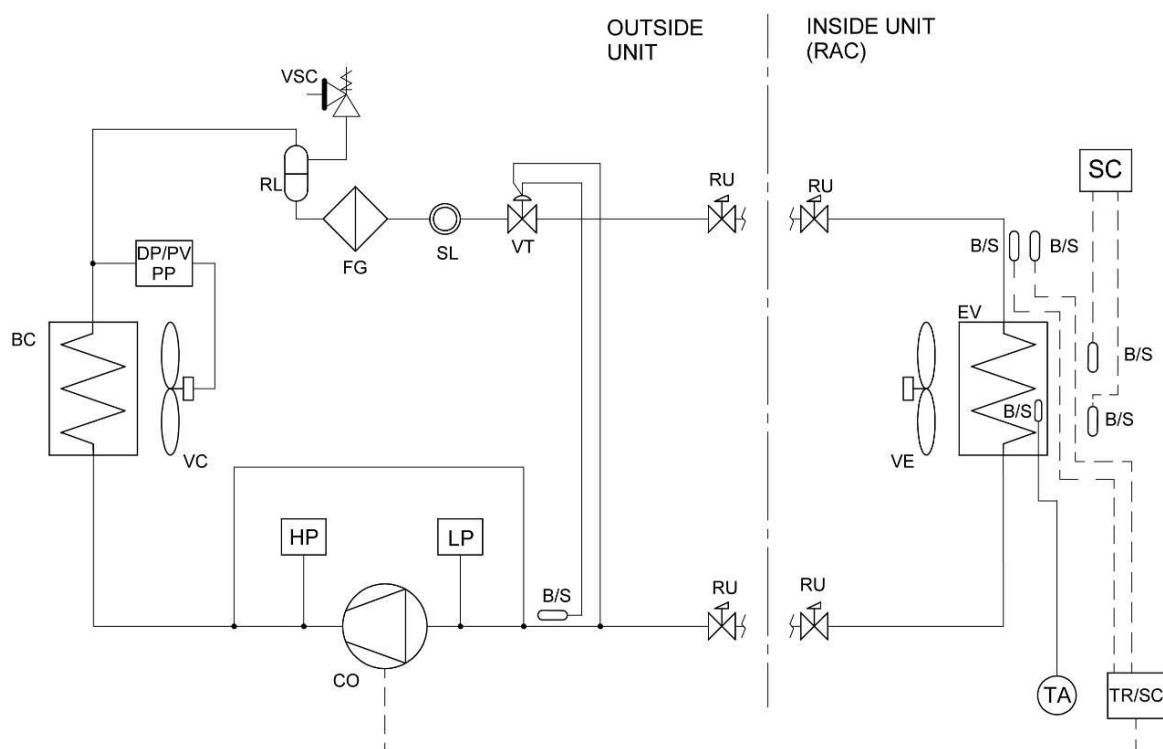 OUTSIDE
UNIT
INSIDE UNIT
(RAC)
VSC
RL
FG
SL
VT
RU
RU
SC
B/S
B/S
DP/PV
PP
BC
VC
EV
VE
B/S
B/S
B/S
HP
LP
B/S
RU
RU
CO
TA
TR/SC